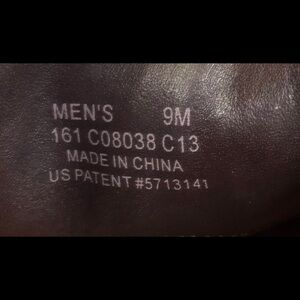 MEN'S 9M
161 C08038 C13
MADE IN CHINA
US PATENT #5713141